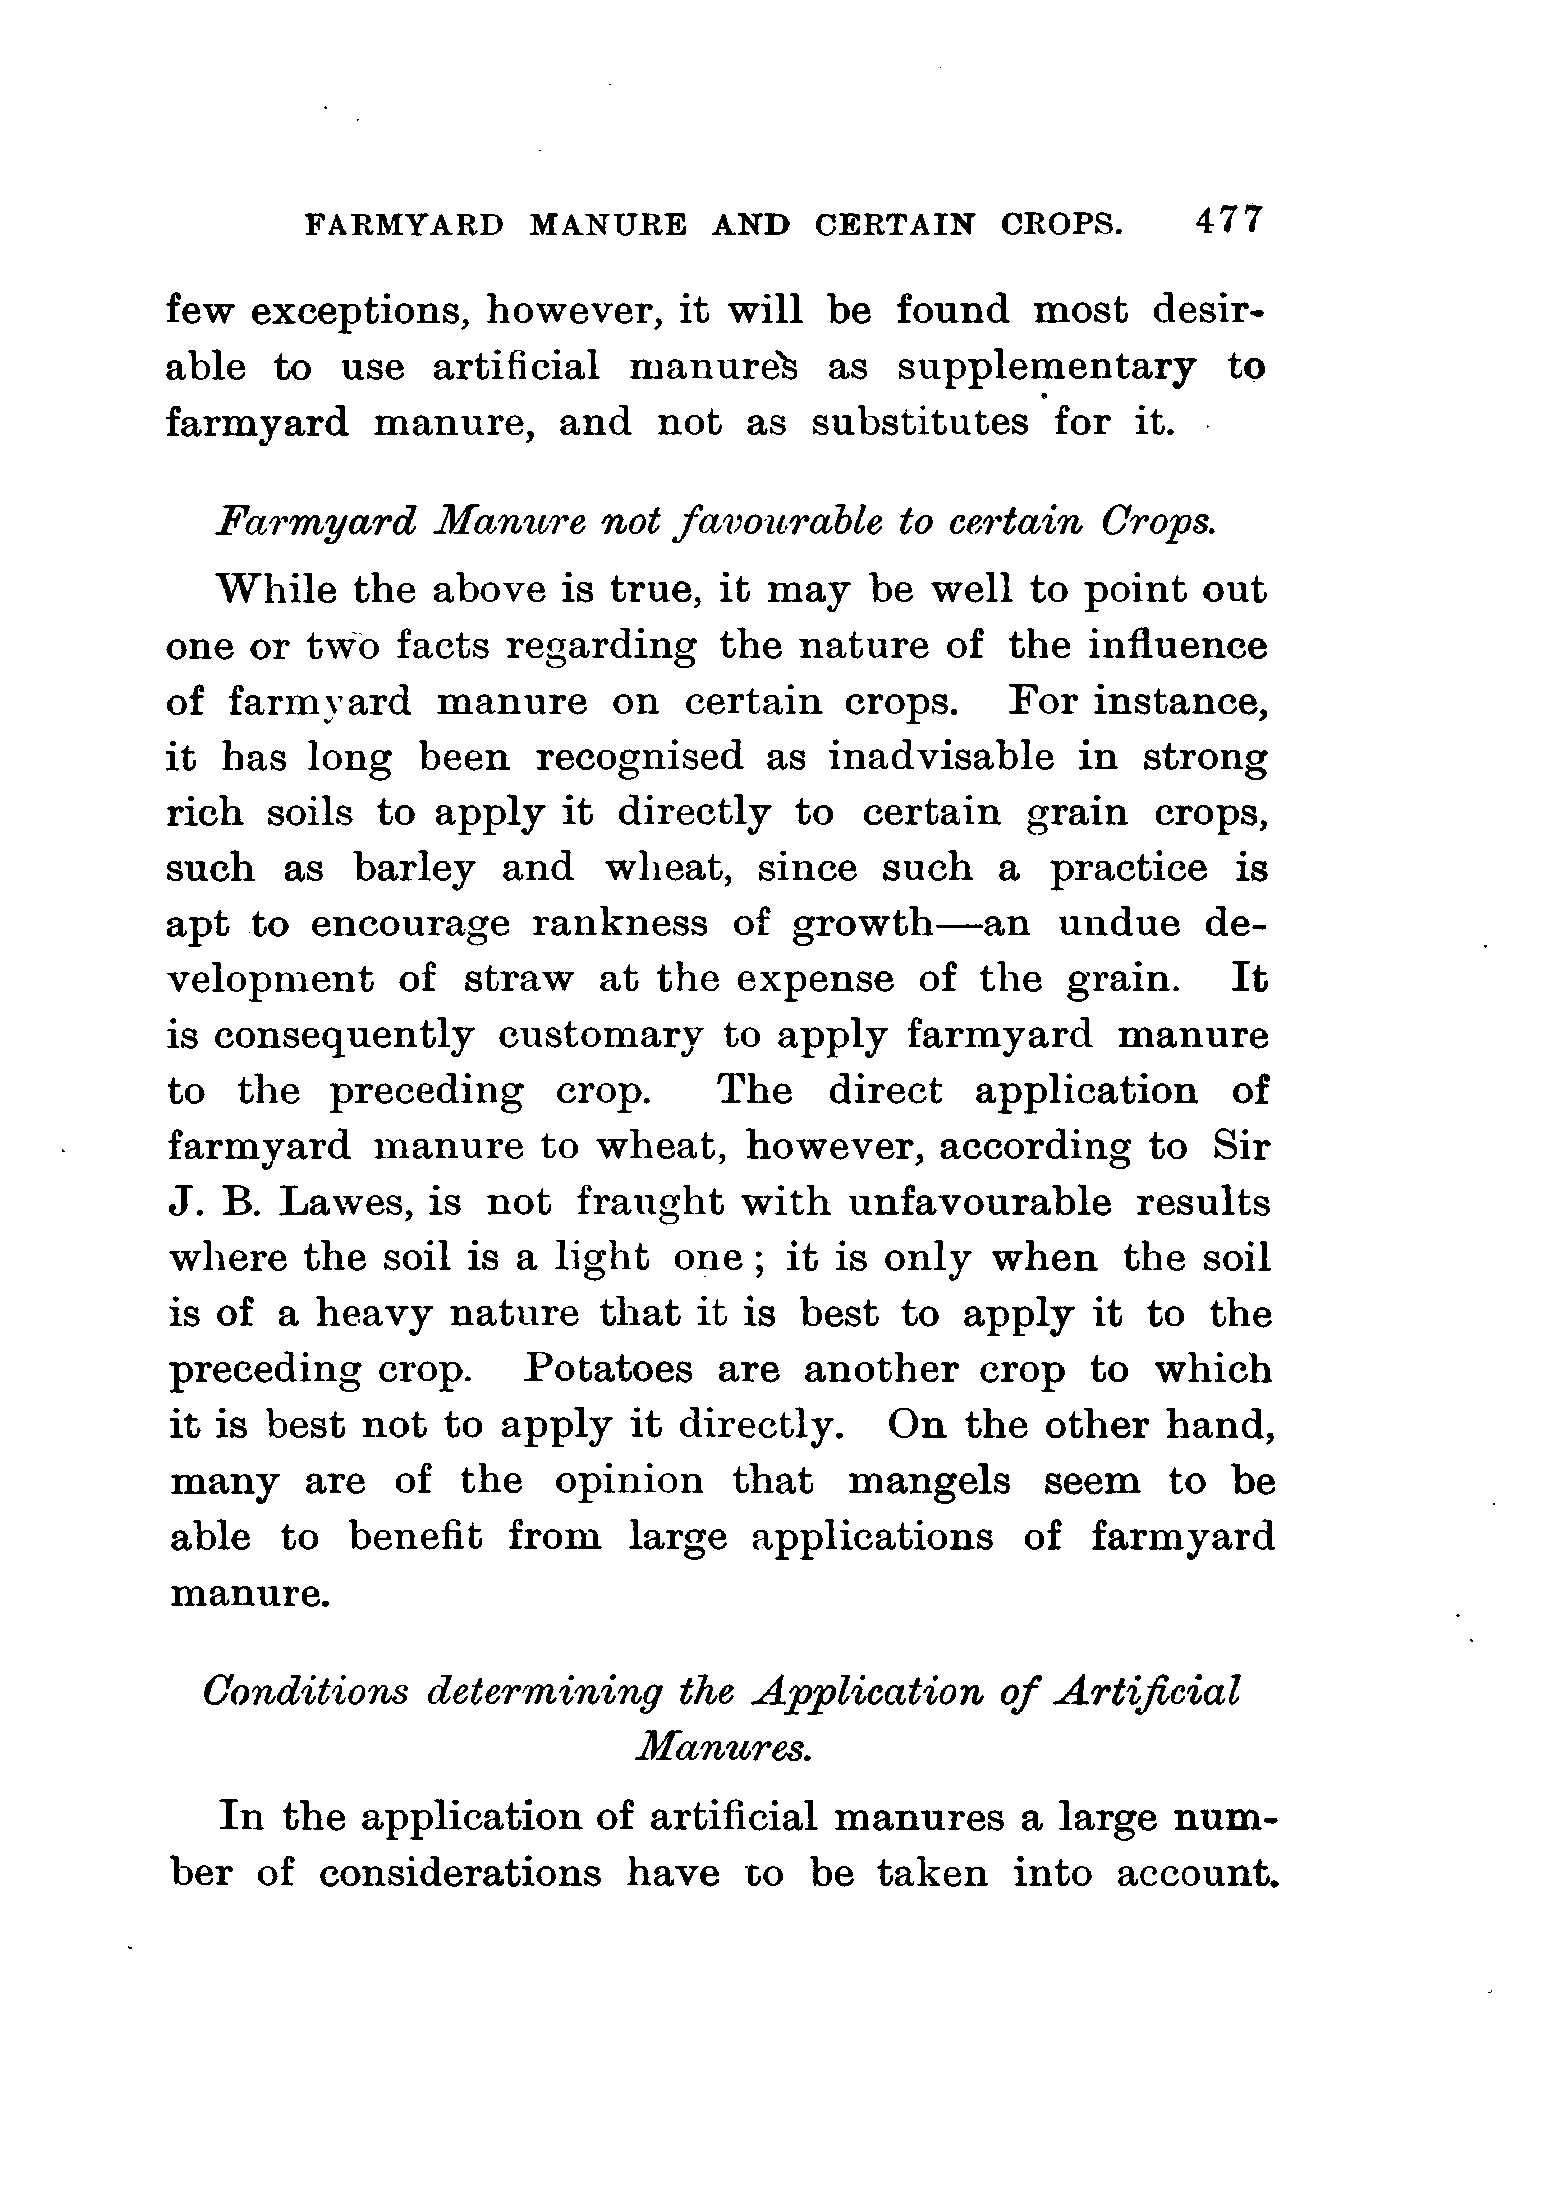 FARMYARD MANURE AND CERTAIN CROPS. 477
few exceptions, however, it will be found most desir-
able to use artificial manures as supplementary to
farmyard manure, and not as substitutes for it.
Farmyard Manure not favourable to certain Crops.
While the above is true, it may be well to point out
one or two facts regarding the nature of the influence
of farmyard manure on certain crops. For instance,
it has long been recognised as inadvisable in strong
rich soils to apply it directly to certain grain crops,
such as barley and wheat, since such a practice is
apt to encourage rankness of growth—an undue de-
velopment of straw at the expense of the grain. It
is consequently customary to apply farmyard manure
to the preceding crop. The direct application of
farmyard manure to wheat, however, according to Sir
J. B. Lawes, is not fraught with unfavourable results
where the soil is a light one; it is only when the soil
is of a heavy nature that it is best to apply it to the
preceding crop. Potatoes are another crop to which
it is best not to apply it directly. On the other hand,
many are of the opinion that mangels seem to be
able to benefit from large applications of farmyard
manure.
Conditions determining the Application of Artificial
Manures.
In the application of artificial manures a large num-
ber of considerations have to be taken into account.